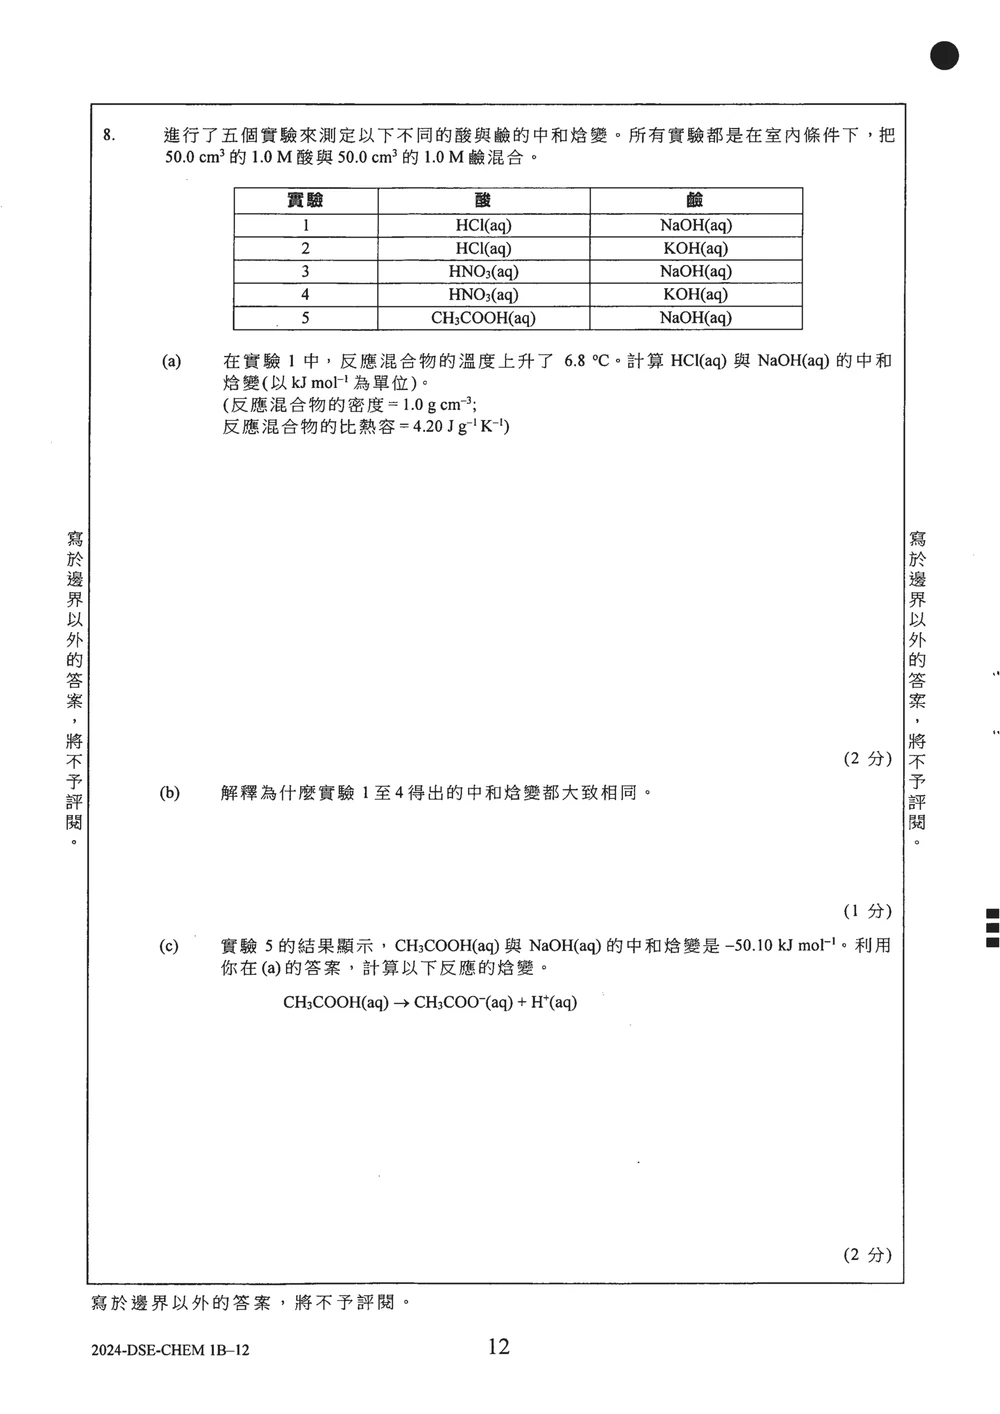 8. 進行了五個實驗來測定以下不同的酸與鹼的中和焓變。所有實驗都是在室內條件下，把
50.0 cm³ 的 1.0 M 酸與 50.0 cm³ 的 1.0 M 鹼混合。
實驗 酸 鹼
1 HCl(aq) NaOH(aq)
2 HCl(aq) KOH(aq)
3 HNO₃(aq) NaOH(aq)
4 HNO₃(aq) KOH(aq)
5 CH₃COOH(aq) NaOH(aq)
(a) 在實驗 1 中，反應混合物的溫度上升了 6.8 ºC。計算 HCl(aq) 與 NaOH(aq) 的中和
焓變(以 kJ mol⁻¹ 為單位)。
(反應混合物的密度 = 1.0 g cm⁻³;
反應混合物的比熱容 = 4.20 J g⁻¹ K⁻¹)
(2 分)
(b) 解釋為什麼實驗 1 至 4 得出的中和焓變都大致相同。
(1 分)
(c) 實驗 5 的結果顯示，CH₃COOH(aq) 與 NaOH(aq) 的中和焓變是 –50.10 kJ mol⁻¹。利用
你在 (a) 的答案，計算以下反應的焓變。
CH₃COOH(aq) → CH₃COO⁻(aq) + H⁺(aq)
(2 分)
寫於邊界以外的答案，將不予評閱。
寫於邊界以外的答案，將不予評閱。
寫於邊界以外的答案，將不予評閱。
2024-DSE-CHEM 1B–12
12